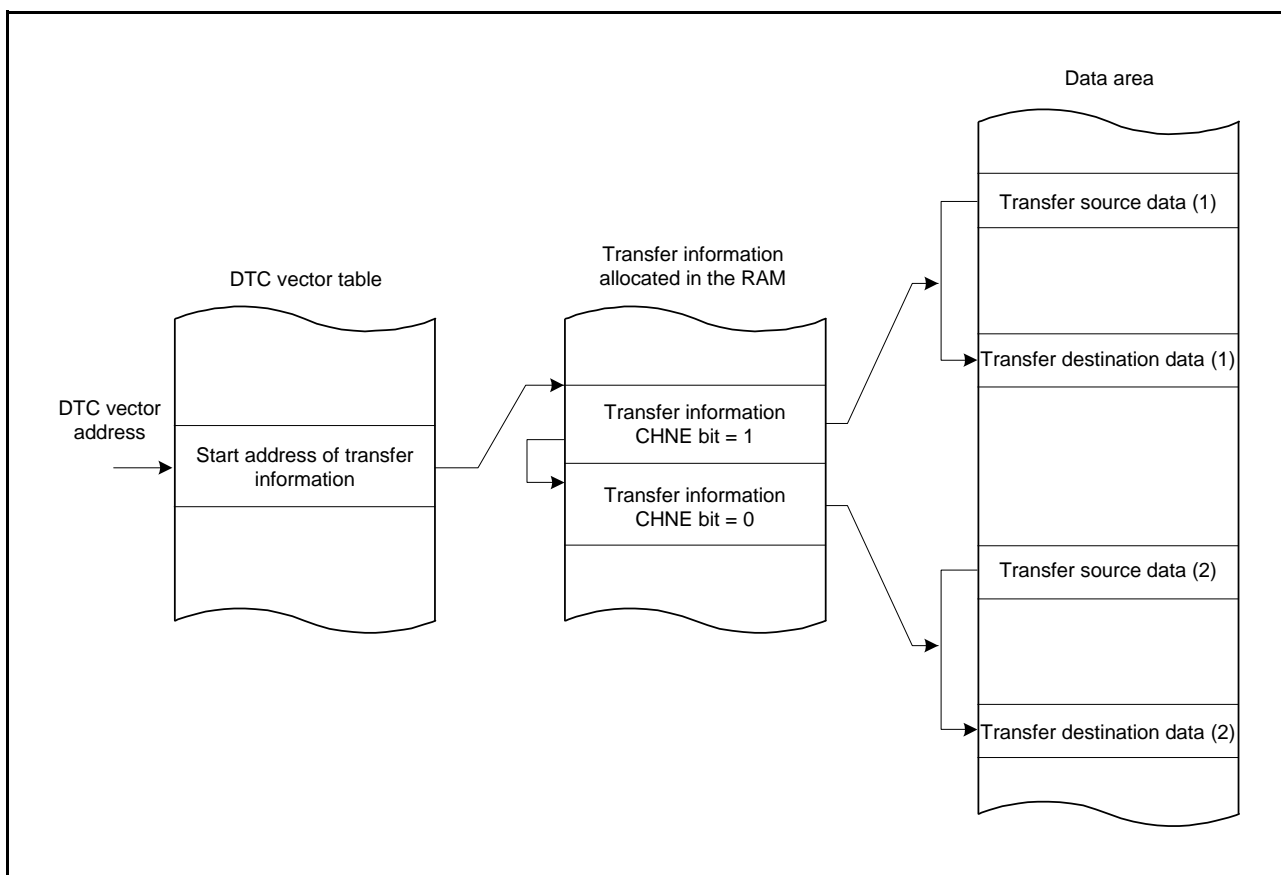 Data area
Transfer source data (1)
Transfer information
allocated in the RAM
DTC vector table
Transfer destination data (1)
DTC vector
address
Transfer information
CHNE bit = 1
Start address of transfer
information
Transfer information
CHNE bit = 0
Transfer source data (2)
Transfer destination data (2)